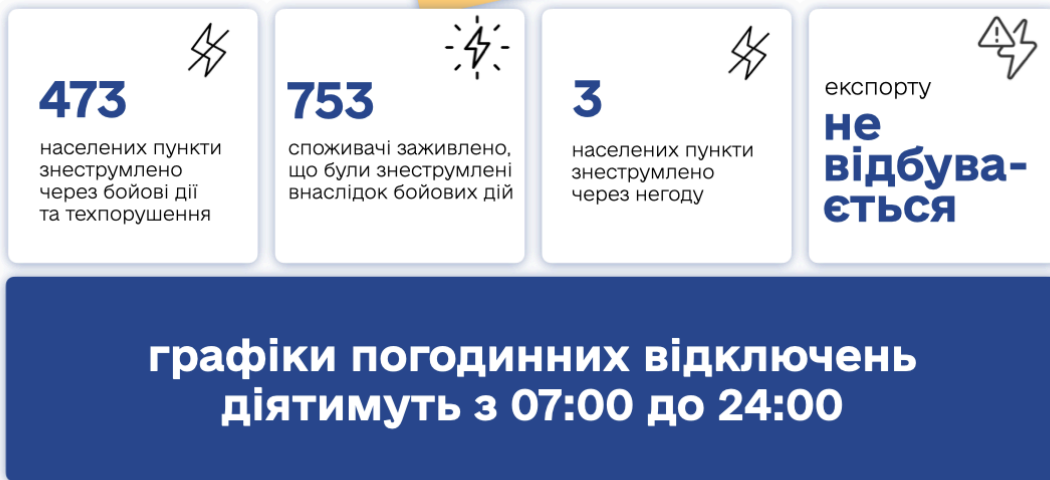 473
населених пункти
знеструмлено
через бойові дії
та техпорушення
753
споживачі заживлено,
що були знеструмлені
внаслідок бойових дій
3
населених пункти
знеструмлено
через негоду
експорту
не
відбува-
ється
графіки погодинних відключень
діятимуть з 07:00 до 24:00